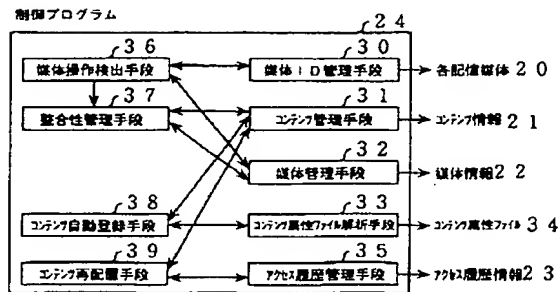 制御プログラム
24
36
媒体操作検出手段
30
媒体ID管理手段
各記憶媒体20
37
整合性管理手段
31
コンテンツ管理手段
コンテンツ情報21
32
媒体管理手段
媒体情報22
38
コンテンツ自動登録手段
33
コンテンツ属性ファイル解析手段
コンテンツ属性ファイル34
39
コンテンツ再配置手段
35
アクセス履歴管理手段
アクセス履歴情報23